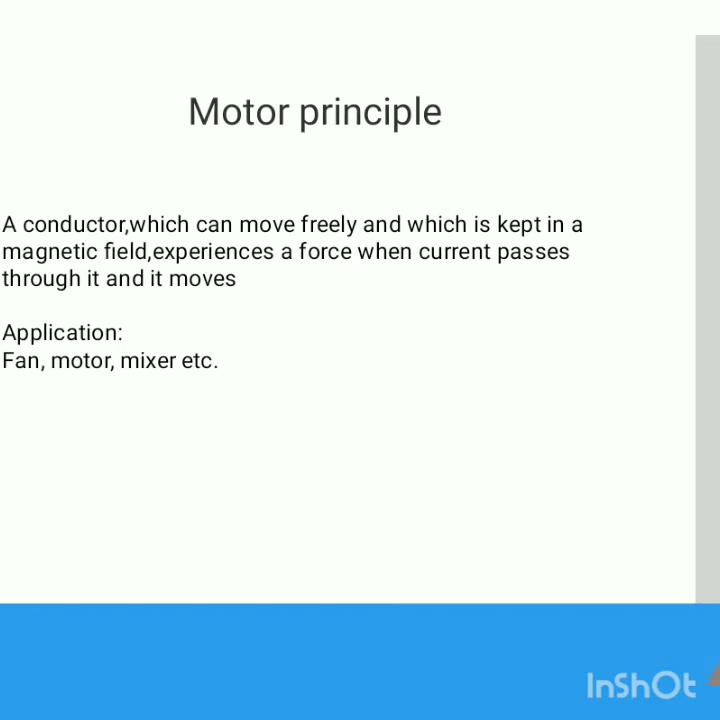 Motor principle
A conductor,which can move freely and which is kept in a
magnetic field,experiences a force when current passes
through it and it moves
Application:
Fan, motor, mixer etc.
InShOt